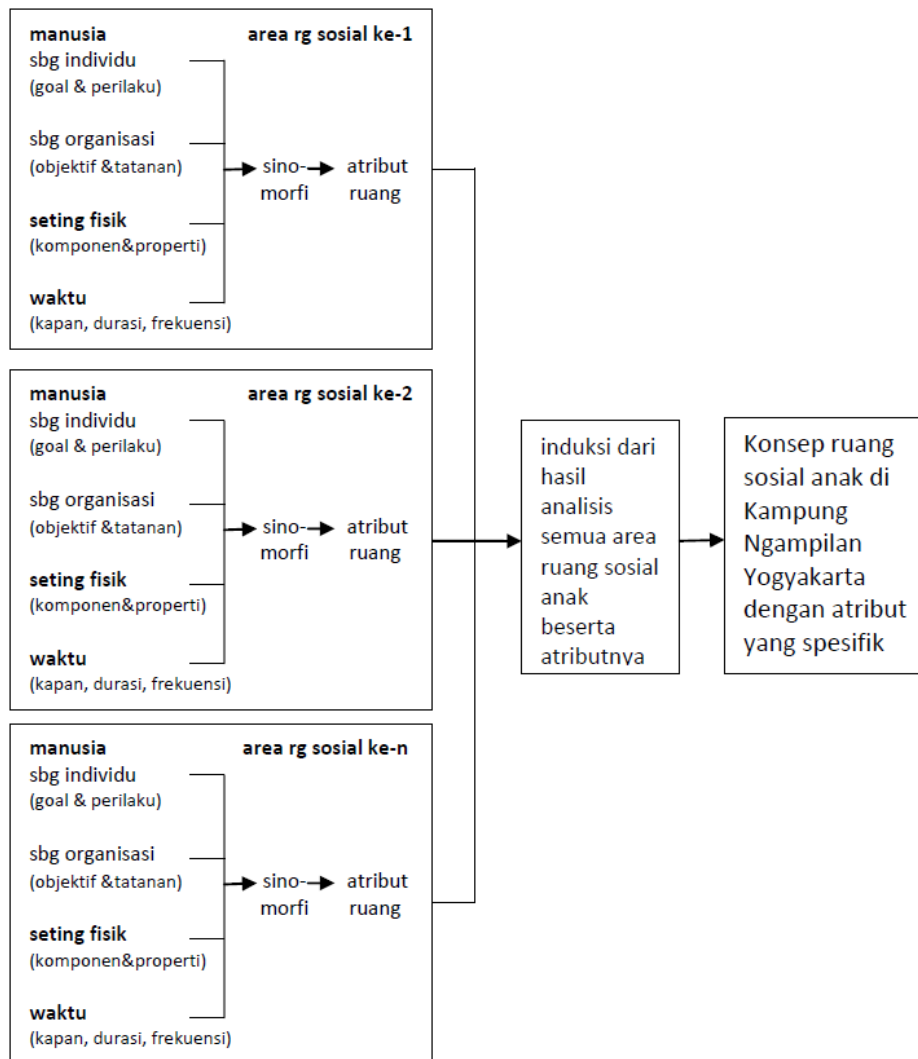 manusia area rg sosial ke-1
sbg individu
(goal & perilaku)
sbg organisasi
(objektif &tatanan)
sino- atribut
morfi ruang
seting fisik
(komponen&properti)
waktu
(kapan, durasi, frekuensi)
manusia area rg sosial ke-2
sbg individu
(goal & perilaku)
sbg organisasi
(objektif &tatanan)
sino- atribut
morfi ruang
seting fisik
(komponen&properti)
waktu
(kapan, durasi, frekuensi)
manusia area rg sosial ke-n
sbg individu
(goal & perilaku)
sbg organisasi
(objektif &tatanan)
sino- atribut
morfi ruang
seting fisik
(komponen&properti)
waktu
(kapan, durasi, frekuensi)
induksi dari
hasil
analisis
semua area
ruang sosial
anak
beserta
atributnya
Konsep ruang
sosial anak di
Kampung
Ngampilan
Yogyakarta
dengan atribut
yang spesifik